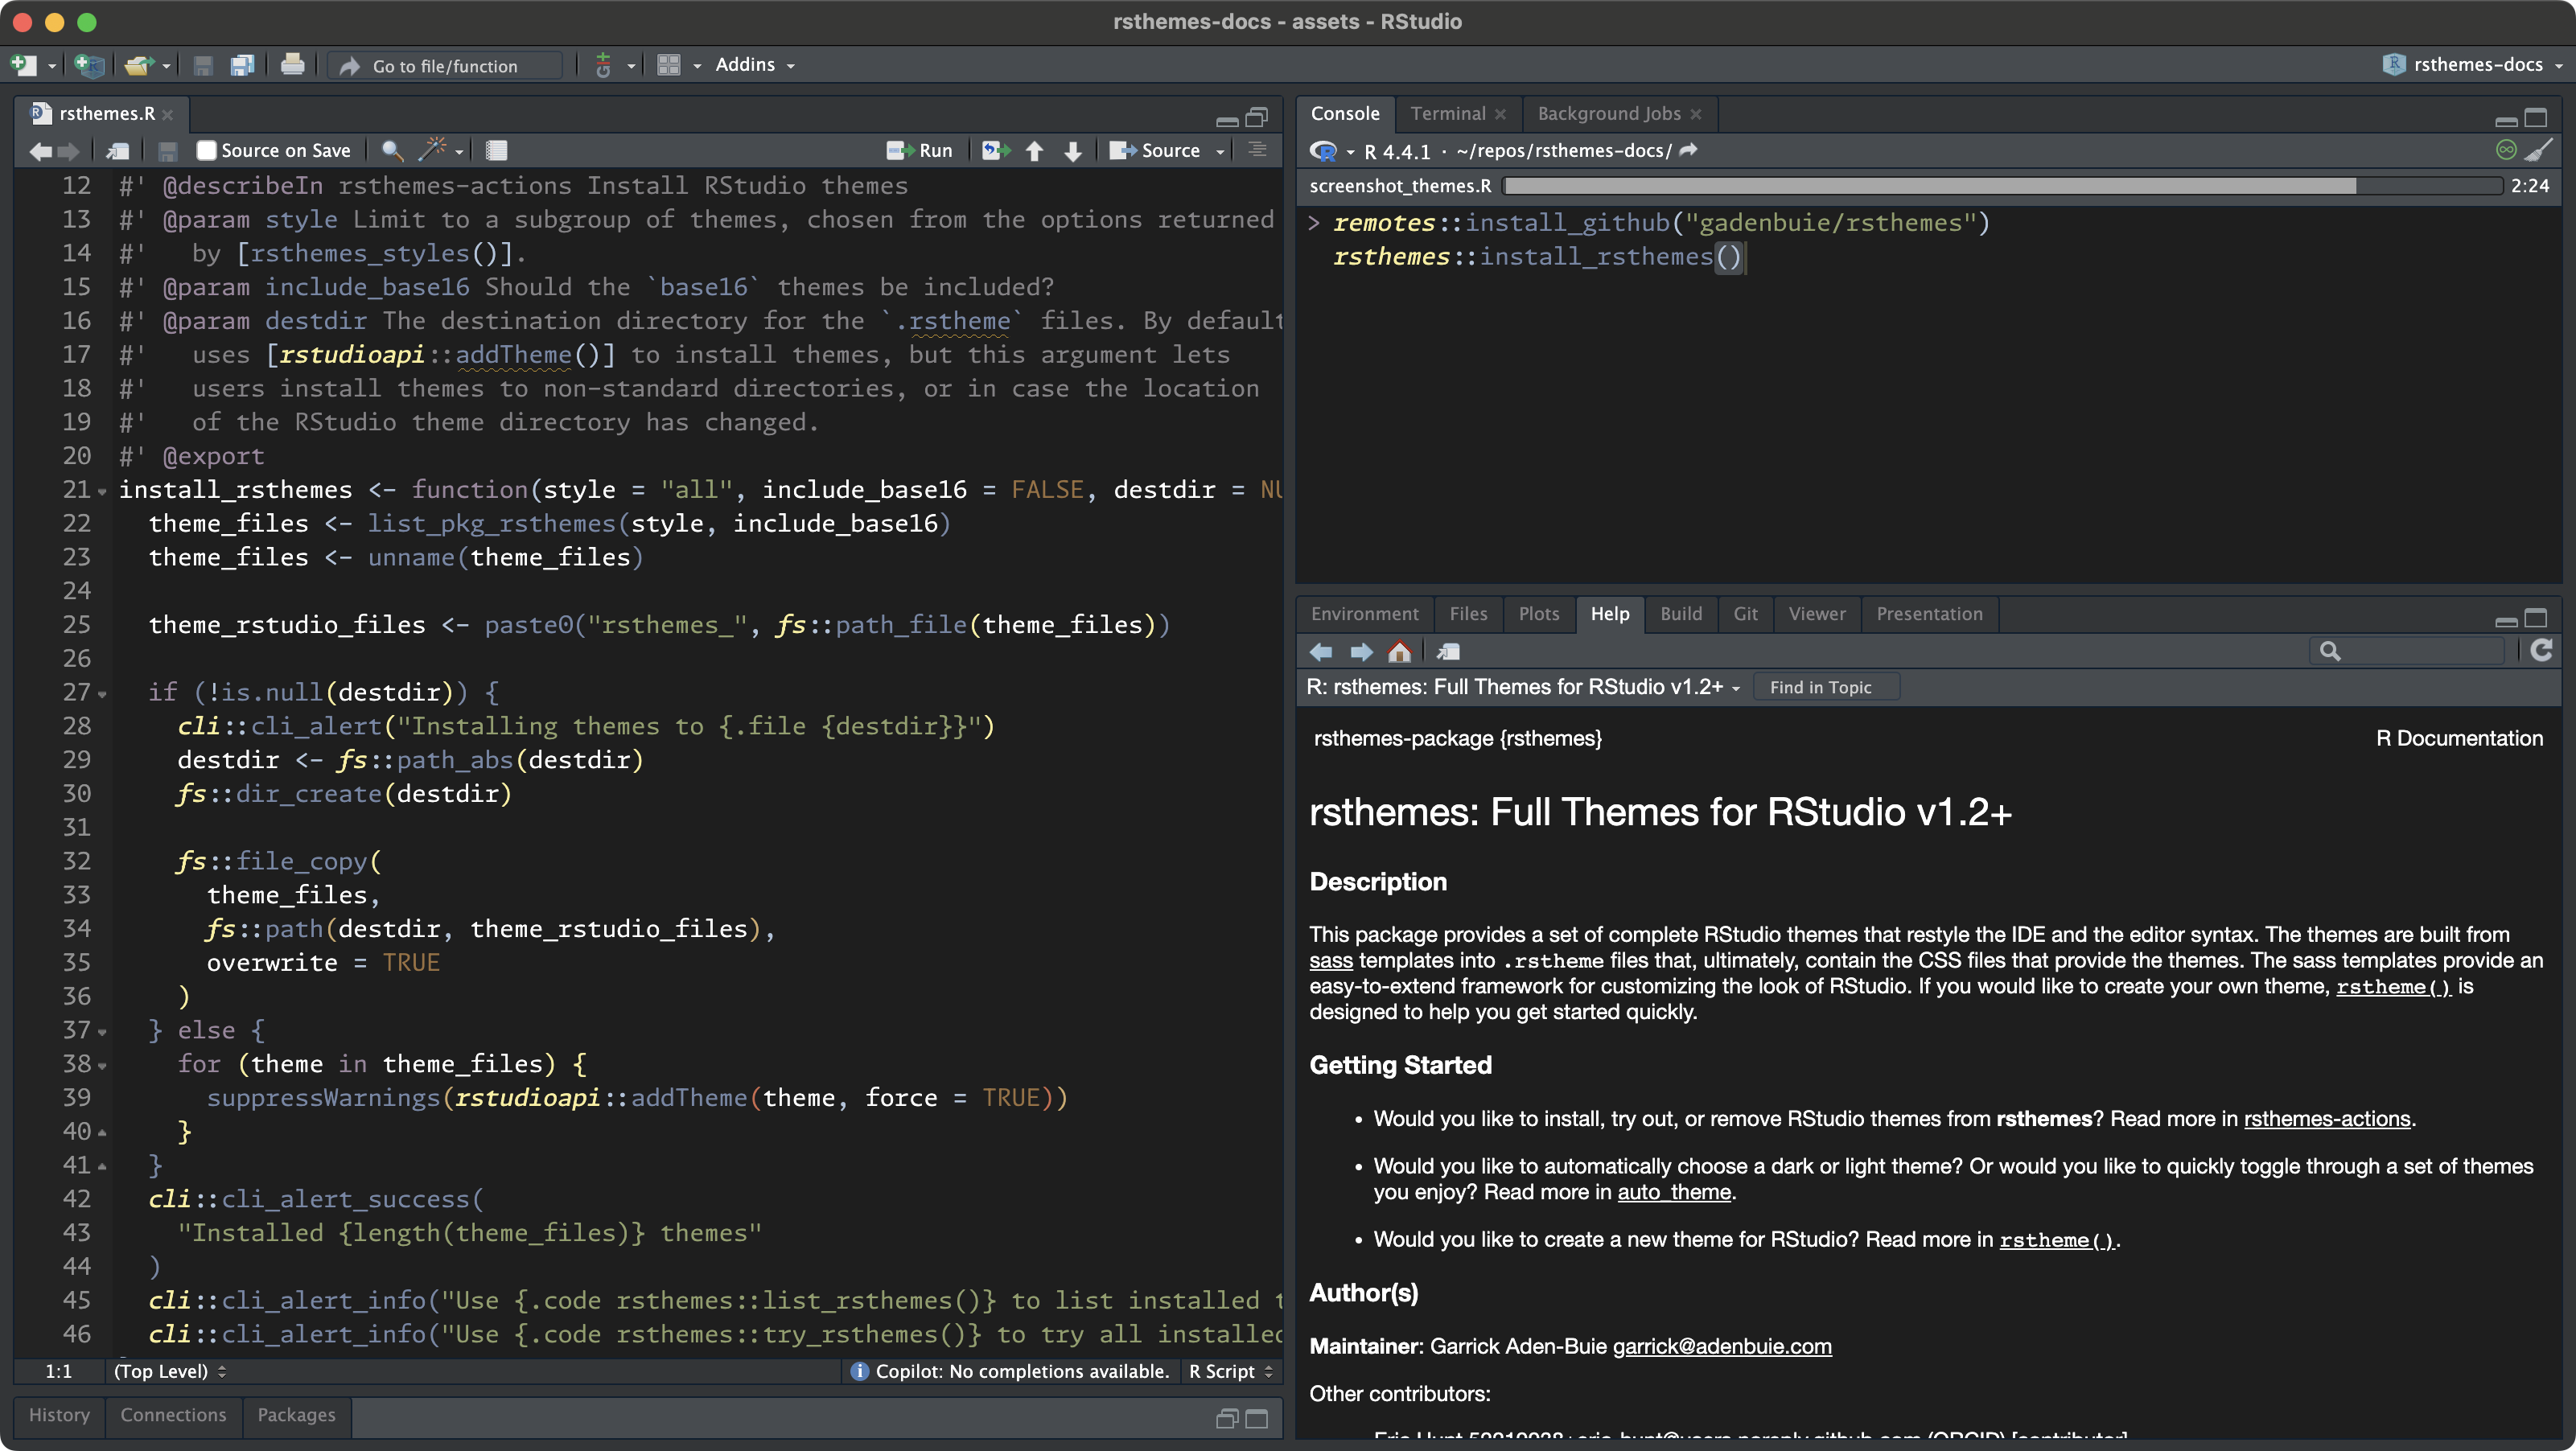 rsthemes-docs - assets - RStudio
Go to file/function
Addins
rsthemes-docs
rsthemes.R
Source on Save
Run
Source
12 #' @describeIn rsthemes-actions Install RStudio themes
13 #' @param style Limit to a subgroup of themes, chosen from the options returned
14 #'   by [rsthemes_styles()].
15 #' @param include_base16 Should the `base16` themes be included?
16 #' @param destdir The destination directory for the `.rstheme` files. By default
17 #'   uses [rstudioapi::addTheme()] to install themes, but this argument lets
18 #'   users install themes to non-standard directories, or in case the location
19 #'   of the RStudio theme directory has changed.
20 #' @export
21 install_rsthemes <- function(style = "all", include_base16 = FALSE, destdir = NU
22   theme_files <- list_pkg_rsthemes(style, include_base16)
23   theme_files <- unname(theme_files)
24
25   theme_rstudio_files <- paste0("rsthemes_", fs::path_file(theme_files))
26
27   if (!is.null(destdir)) {
28     cli::cli_alert("Installing themes to {.file {destdir}}")
29     destdir <- fs::path_abs(destdir)
30     fs::dir_create(destdir)
31
32     fs::file_copy(
33       theme_files,
34       fs::path(destdir, theme_rstudio_files),
35       overwrite = TRUE
36     )
37   } else {
38     for (theme in theme_files) {
39       suppressWarnings(rstudioapi::addTheme(theme, force = TRUE))
40     }
41   }
42   cli::cli_alert_success(
43     "Installed {length(theme_files)} themes"
44   )
45   cli::cli_alert_info("Use {.code rsthemes::list_rsthemes()} to list installed t
46   cli::cli_alert_info("Use {.code rsthemes::try_rsthemes()} to try all installed
1:1 (Top Level) Copilot: No completions available. R Script
History Connections Packages
Console Terminal Background Jobs
R 4.4.1 · ~/repos/rsthemes-docs/
screenshot_themes.R 2:24
> remotes::install_github("gadenbuie/rsthemes")
rsthemes::install_rsthemes()
Environment Files Plots Help Build Git Viewer Presentation
R: rsthemes: Full Themes for RStudio v1.2+ Find in Topic
rsthemes-package {rsthemes} R Documentation
rsthemes: Full Themes for RStudio v1.2+
Description
This package provides a set of complete RStudio themes that restyle the IDE and the editor syntax. The themes are built from
sass templates into .rstheme files that, ultimately, contain the CSS files that provide the themes. The sass templates provide an
easy-to-extend framework for customizing the look of RStudio. If you would like to create your own theme, rstheme() is
designed to help you get started quickly.
Getting Started
• Would you like to install, try out, or remove RStudio themes from rsthemes? Read more in rsthemes-actions.
• Would you like to automatically choose a dark or light theme? Or would you like to quickly toggle through a set of themes
you enjoy? Read more in auto_theme.
• Would you like to create a new theme for RStudio? Read more in rstheme().
Author(s)
Maintainer: Garrick Aden-Buie garrick@adenbuie.com
Other contributors: